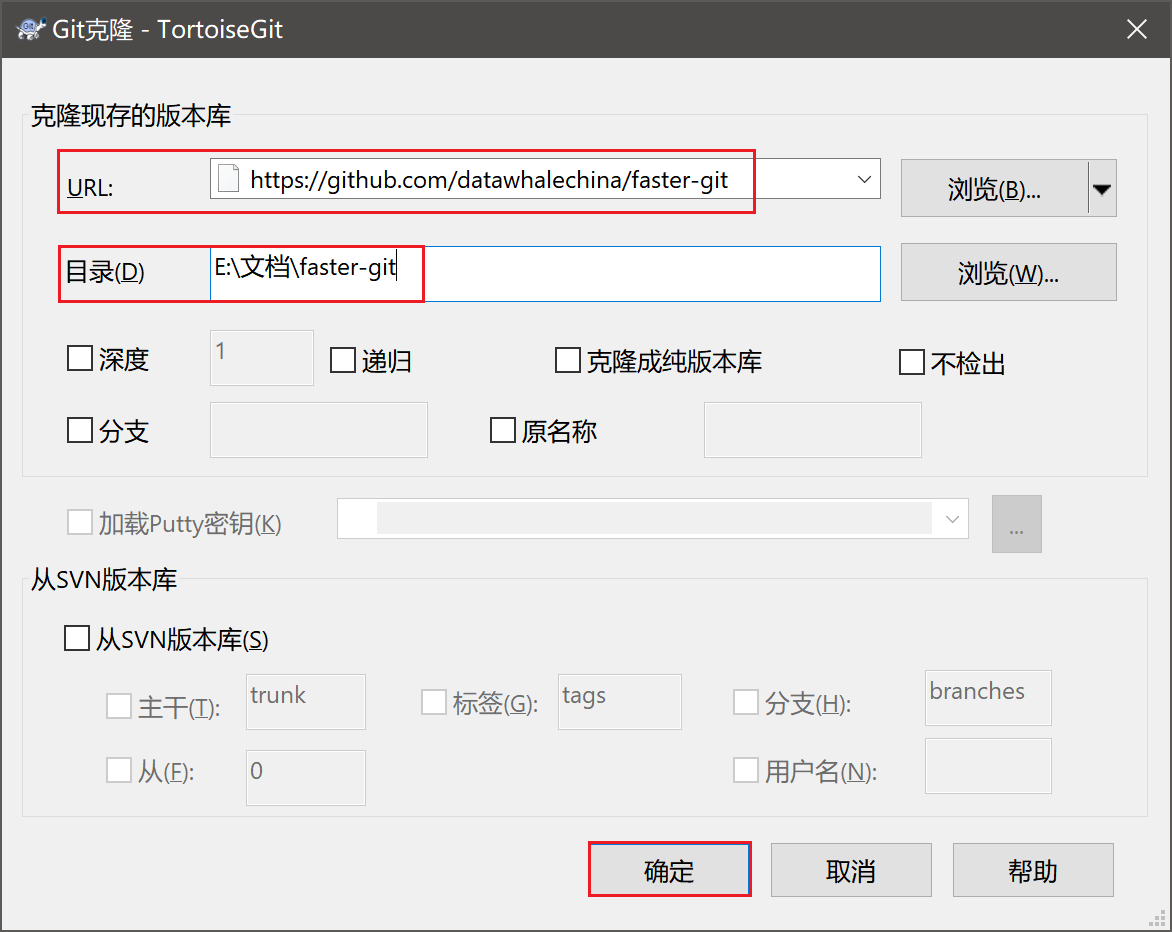 Git克隆 - TortoiseGit
克隆现存的版本库
URL: https://github.com/datawhalechina/faster-git 浏览(B)...
目录(D) E:\文档\faster-git 浏览(W)...
深度 1 递归 克隆成纯版本库 不检出
分支 原名称
加载Putty密钥(K) ...
从SVN版本库
从SVN版本库(S)
主干(T): trunk 标签(G): tags 分支(H): branches
从(F): 0 用户名(N):
确定 取消 帮助